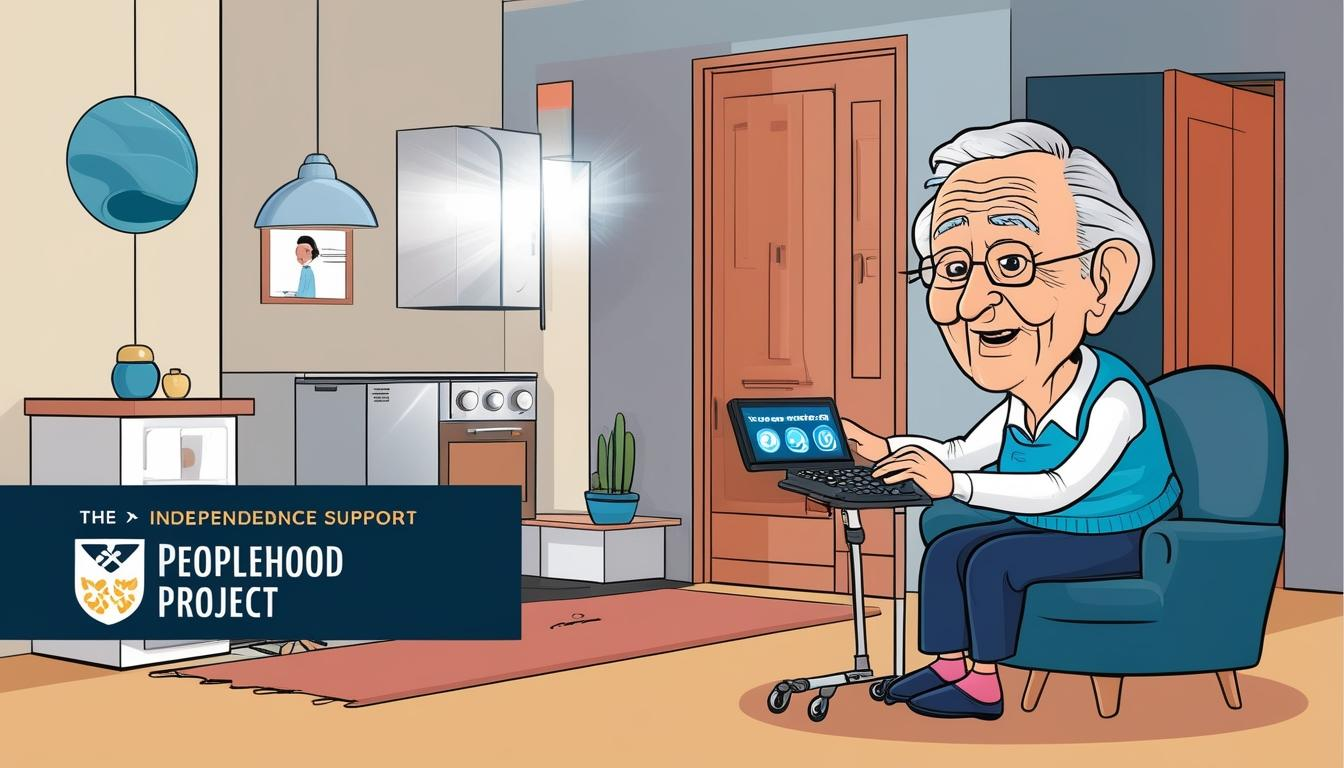 THE INDEPENDEDNCE SUPPORT
PEOPLEHOOD
PROJECT